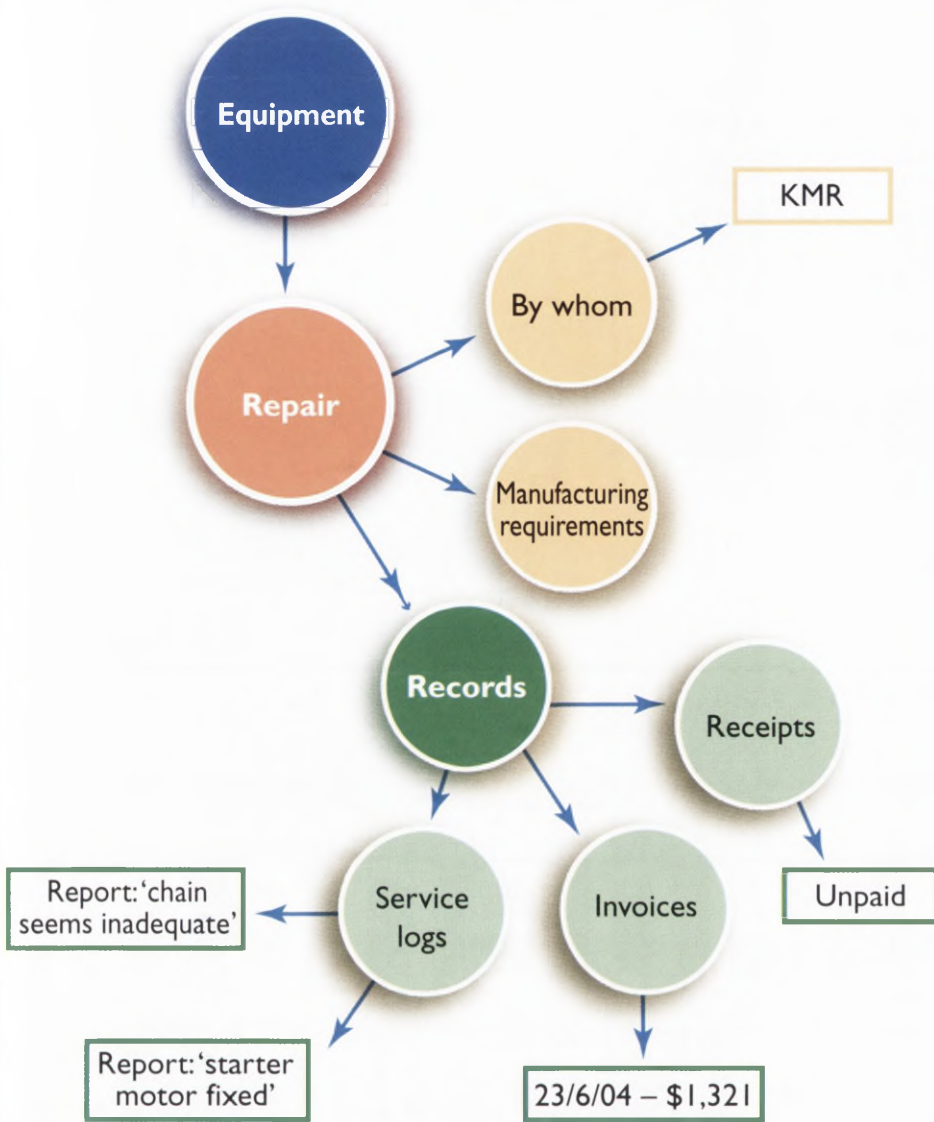 Equipment
KMR
By whom
Repair
Manufacturing
requirements
Records
Receipts
Report: ‘chain
seems inadequate’
Service
logs
Invoices
Unpaid
Report: ‘starter
motor fixed’
23/6/04 – $1,321